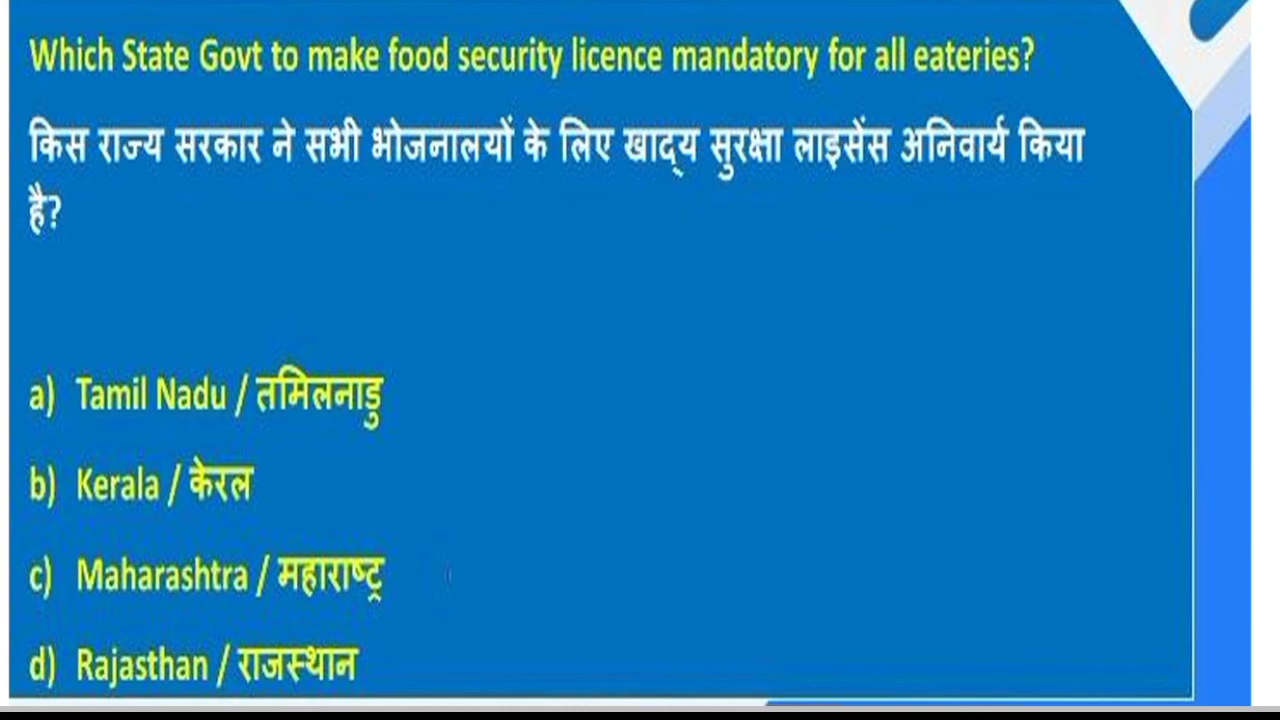 Which State Govt to make food security licence mandatory for all eateries?
किस राज्य सरकार ने सभी भोजनालयों के लिए खाद्य सुरक्षा लाइसेंस अनिवार्य किया
है?
a) Tamil Nadu / तमिलनाडु
b) Kerala / केरल
c) Maharashtra / महाराष्ट्र
d) Rajasthan / राजस्थान